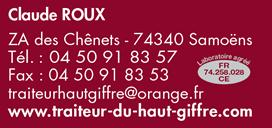 Claude ROUX
ZA des Chênets - 74340 Samoëns
Tél. : 04 50 91 83 57
Fax : 04 50 91 83 53
Laboratoire agréé
FR
74.258.028
CE
traiteurhautgiffre@orange.fr
www.traiteur-du-haut-giffre.com